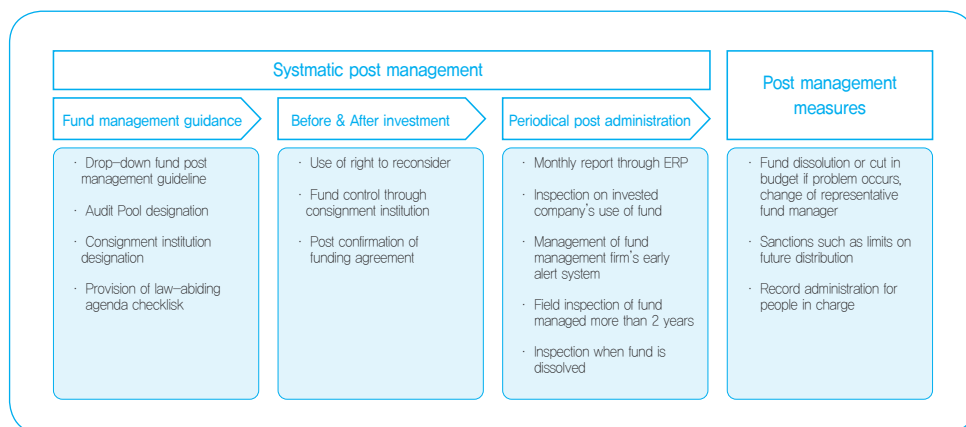 Systmatic post management
Post management
measures
Fund management guidance
Before & After investment
Periodical post administration
· Drop-down fund post
management guideline
· Audit Pool designation
· Consignment institution
designation
· Provision of law-abiding
agenda checklisk
· Use of right to reconsider
· Fund control through
consignment institution
· Post confirmation of
funding agreement
· Monthly report through ERP
· Inspection on invested
company's use of fund
· Management of fund
management firm's early
alert system
· Field inspection of fund
managed more than 2 years
· Inspection when fund is
dissolved
· Fund dissolution or cut in
budget if problem occurs,
change of representative
fund manager
· Sanctions such as limits on
future distribution
· Record administration for
people in charge